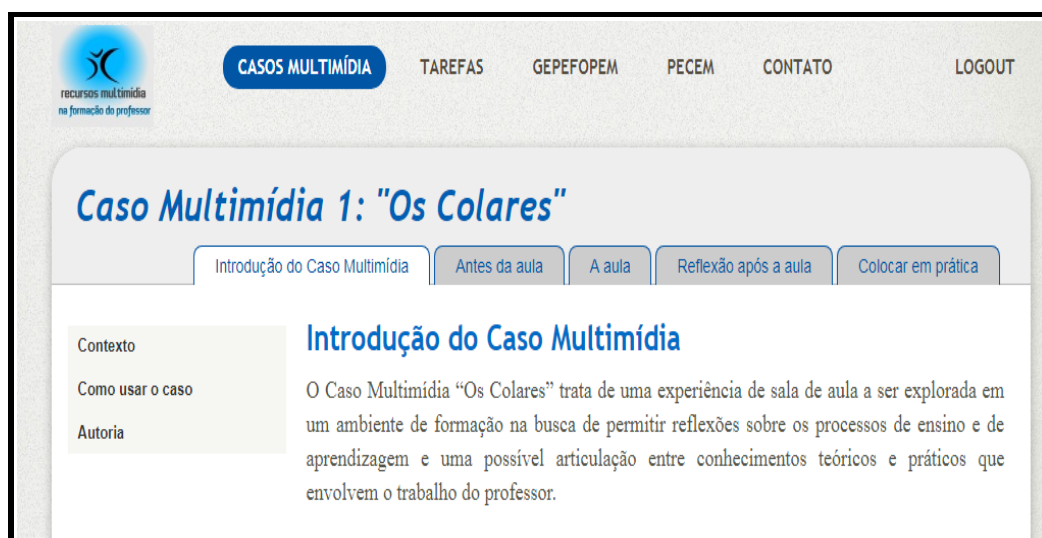 recursos multimídia
na formação do professor
CASOS MULTIMÍDIA TAREFAS GEPEFOPEM PECEM CONTATO LOGOUT
Caso Multimídia 1: "Os Colares"
Introdução do Caso Multimídia Antes da aula A aula Reflexão após a aula Colocar em prática
Contexto
Como usar o caso
Autoria
Introdução do Caso Multimídia
O Caso Multimídia “Os Colares” trata de uma experiência de sala de aula a ser explorada em
um ambiente de formação na busca de permitir reflexões sobre os processos de ensino e de
aprendizagem e uma possível articulação entre conhecimentos teóricos e práticos que
envolvem o trabalho do professor.